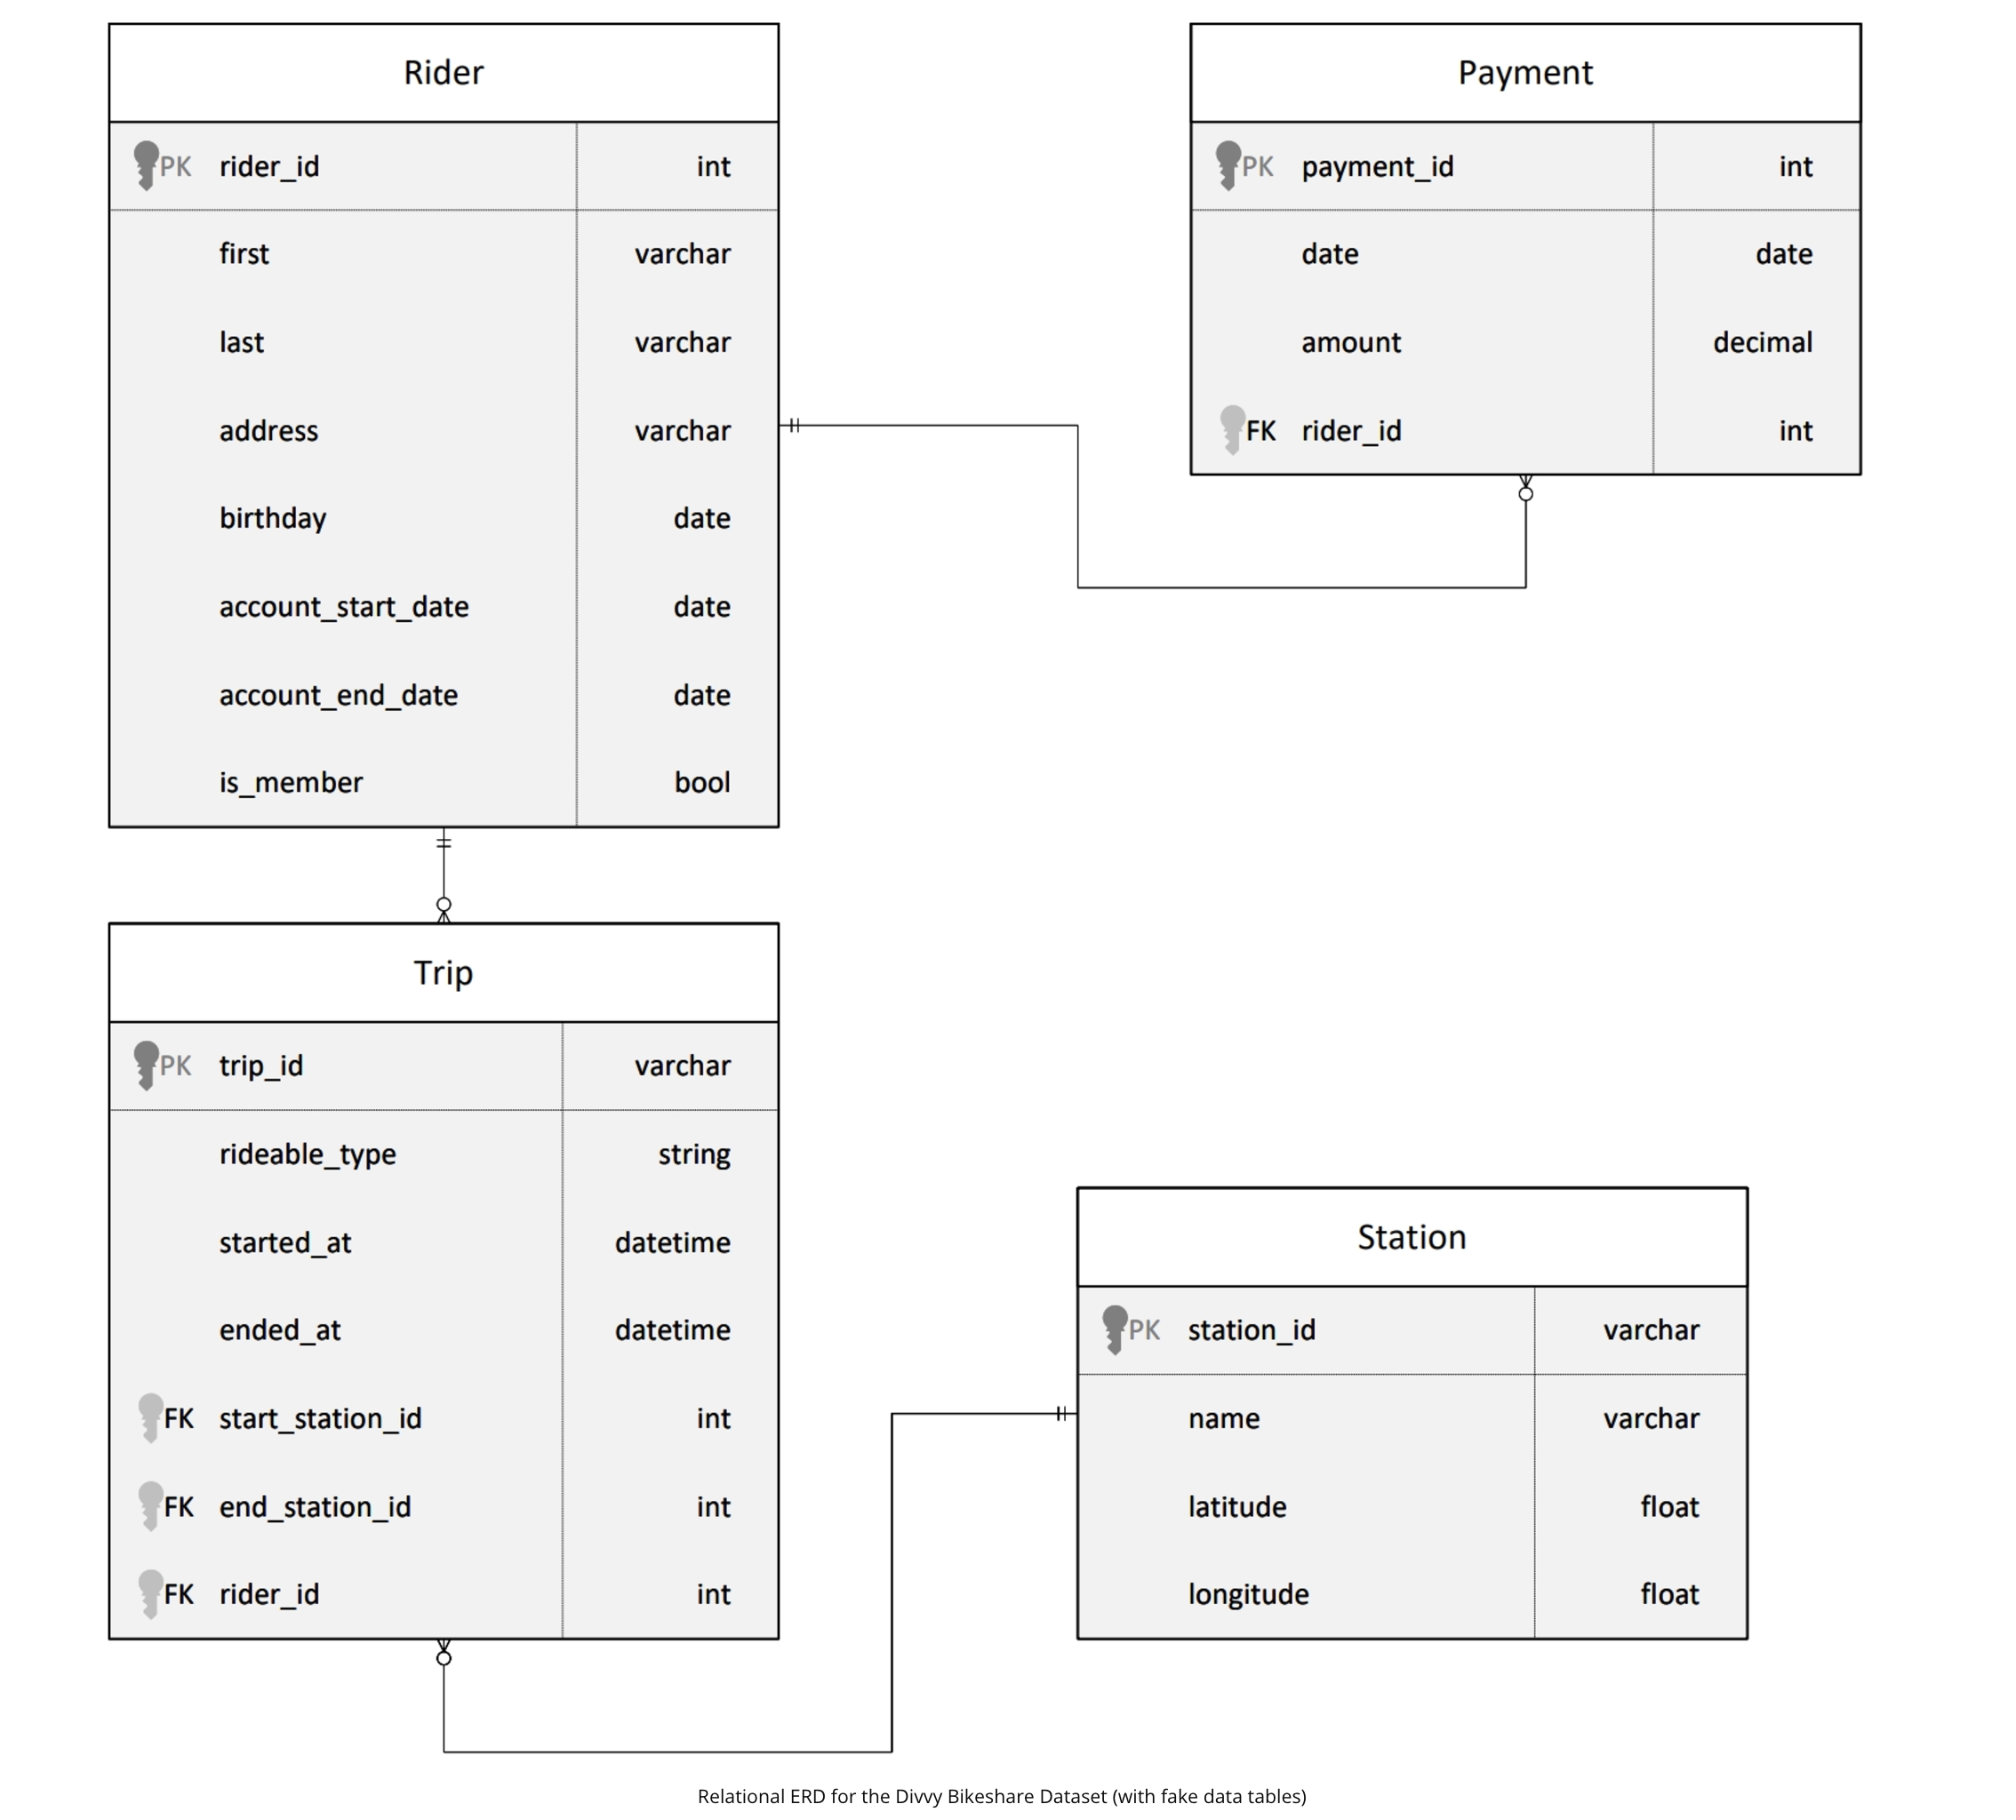 Rider
PK rider_id int
first varchar
last varchar
address varchar
birthday date
account_start_date date
account_end_date date
is_member bool
Payment
PK payment_id int
date date
amount decimal
FK rider_id int
Trip
PK trip_id varchar
rideable_type string
started_at datetime
ended_at datetime
FK start_station_id int
FK end_station_id int
FK rider_id int
Station
PK station_id varchar
name varchar
latitude float
longitude float
Relational ERD for the Divvy Bikeshare Dataset (with fake data tables)